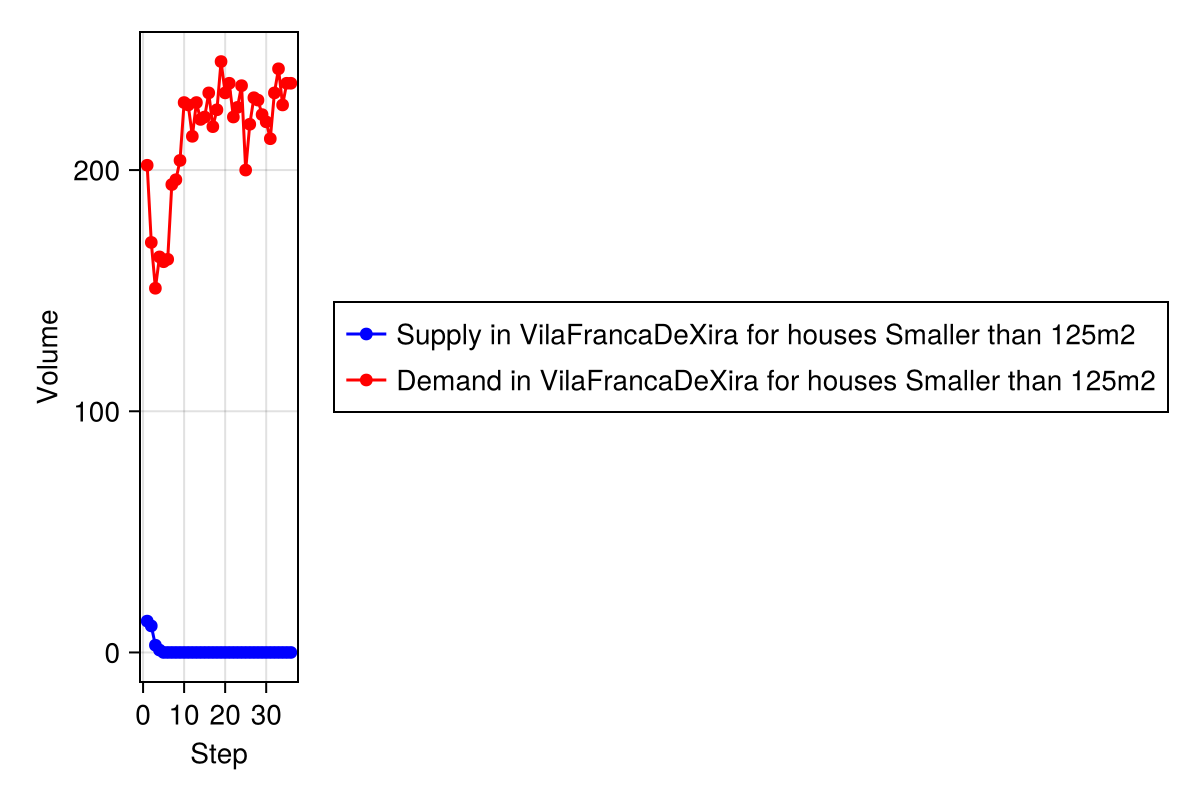 Volume
200
100
0
0 10 20 30
Step
Supply in VilaFrancaDeXira for houses Smaller than 125m2
Demand in VilaFrancaDeXira for houses Smaller than 125m2